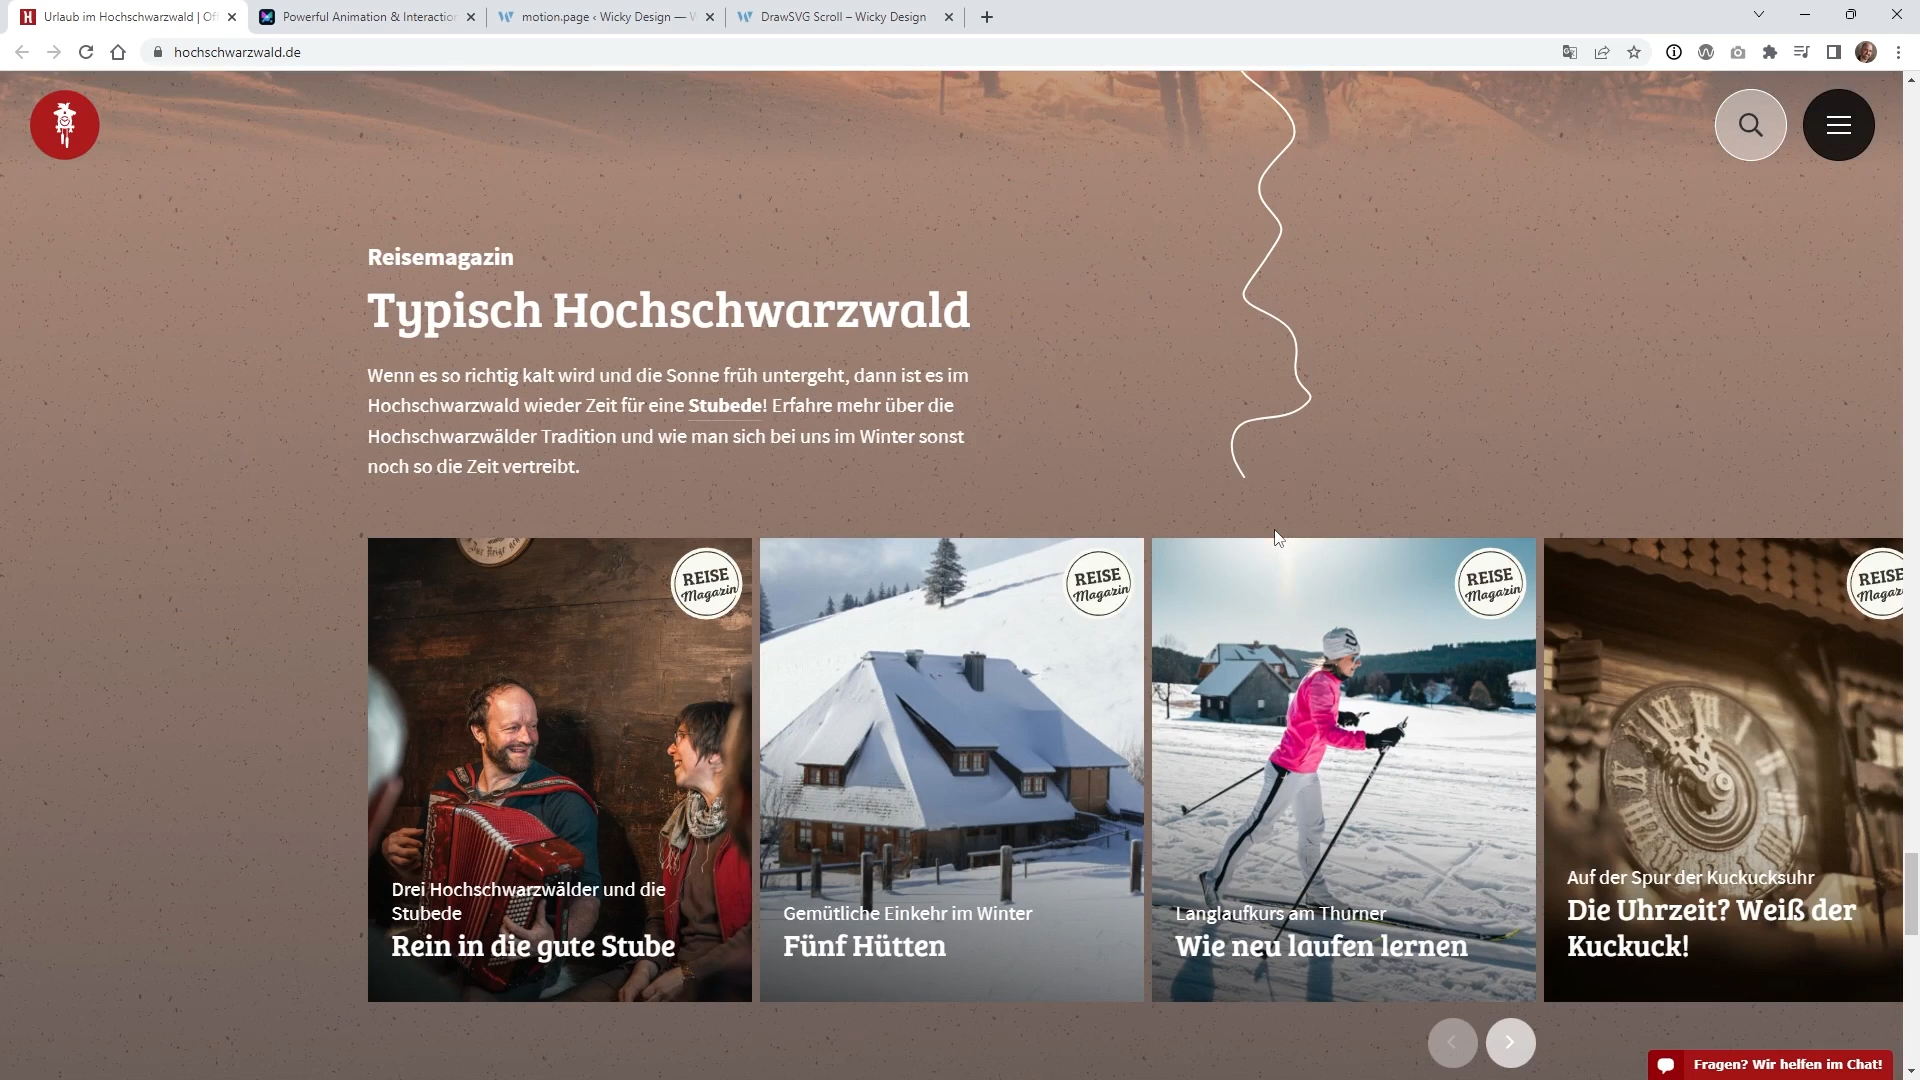 Urlaub im Hochschwarzwald | Of
Powerful Animation & Interaction
motion.page ‹ Wicky Design — W
DrawSVG Scroll – Wicky Design
hochschwarzwald.de
Reisemagazin
Typisch Hochschwarzwald
Wenn es so richtig kalt wird und die Sonne früh untergeht, dann ist es im
Hochschwarzwald wieder Zeit für eine Stubede! Erfahre mehr über die
Hochschwarzwälder Tradition und wie man sich bei uns im Winter sonst
noch so die Zeit vertreibt.
REISE
Magazin
REISE
Magazin
REISE
Magazin
REISE
Magaz
Drei Hochschwarzwälder und die
Stubede
Rein in die gute Stube
Gemütliche Einkehr im Winter
Fünf Hütten
Langlaufkurs am Thurner
Wie neu laufen lernen
Auf der Spur der Kuckucksuhr
Die Uhrzeit? Weiß der
Kuckuck!
Fragen? Wir helfen im Chat!